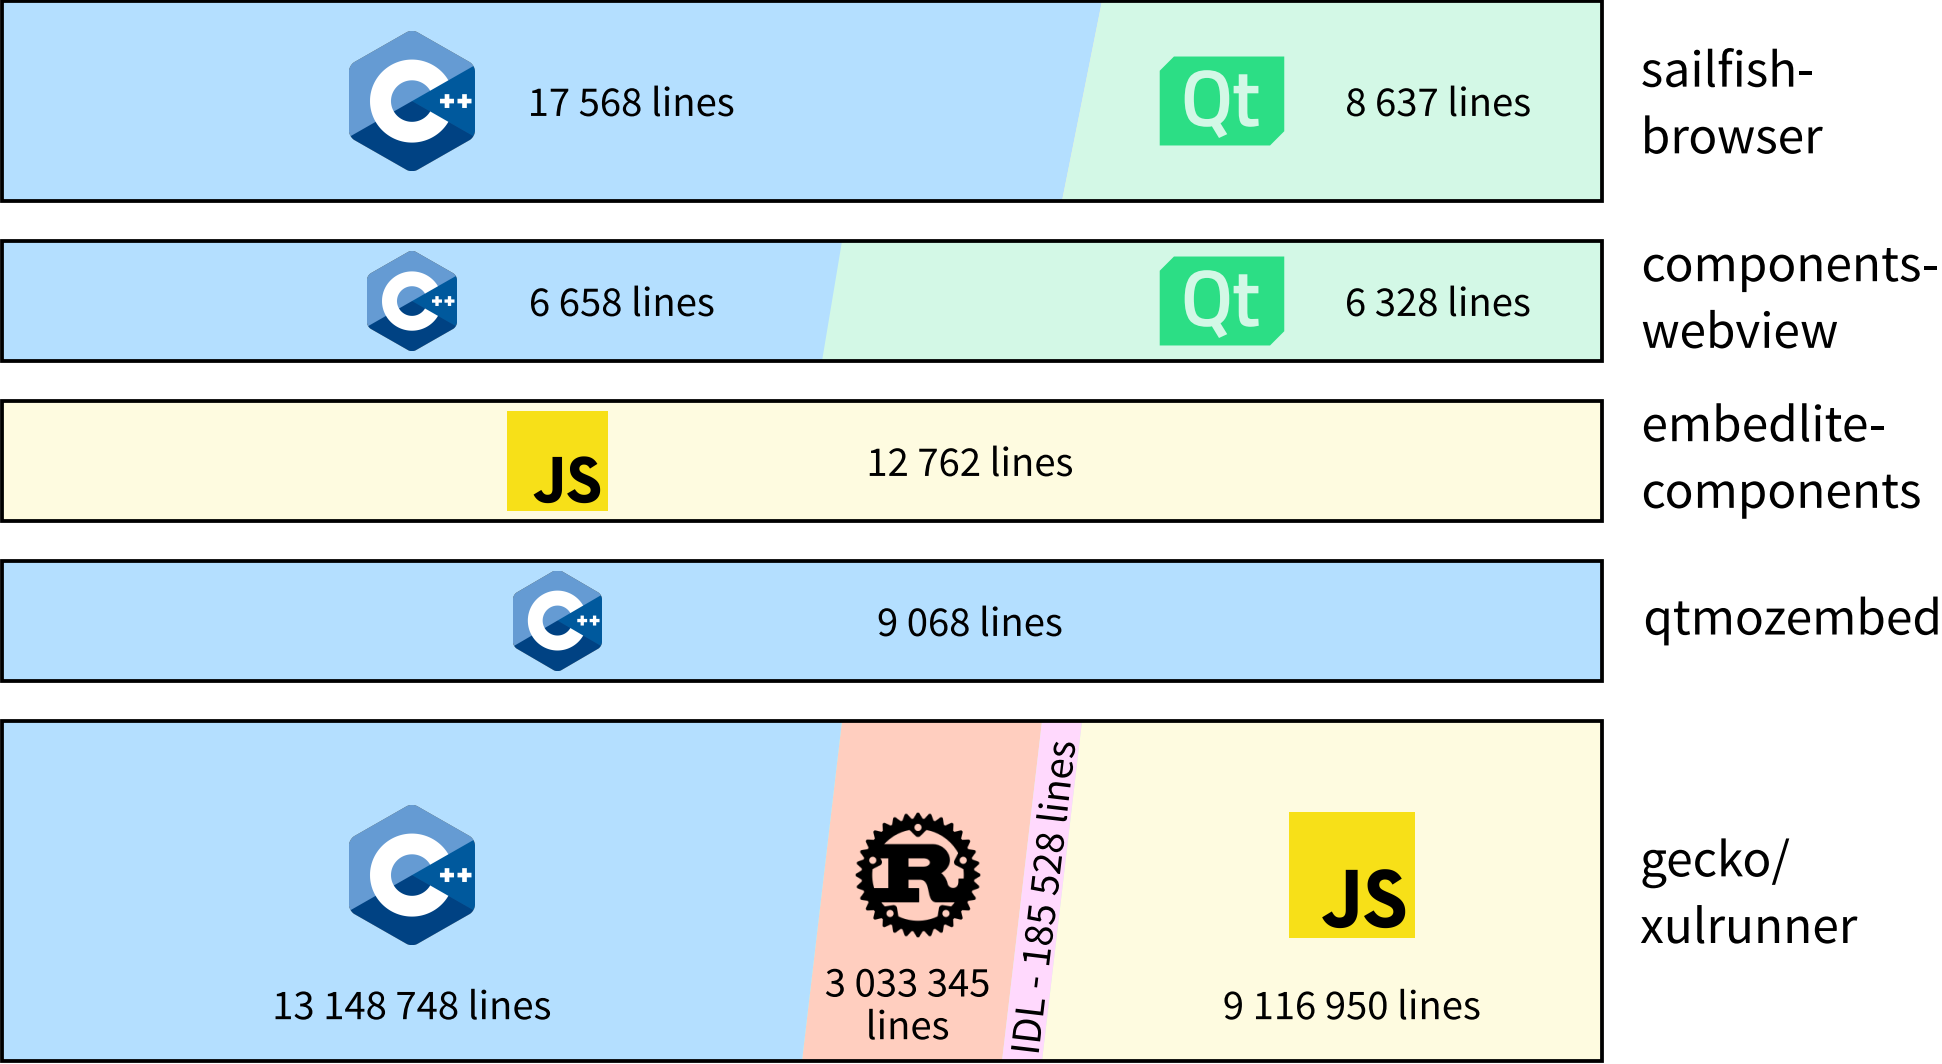 C++
17 568 lines
Qt
8 637 lines
sailfish-
browser
C++
6 658 lines
Qt
6 328 lines
components-
webview
JS
12 762 lines
embedlite-
components
C++
9 068 lines
qtmozembed
C++
13 148 748 lines
R
3 033 345
lines
IDL - 185 528 lines
JS
9 116 950 lines
gecko/
xulrunner